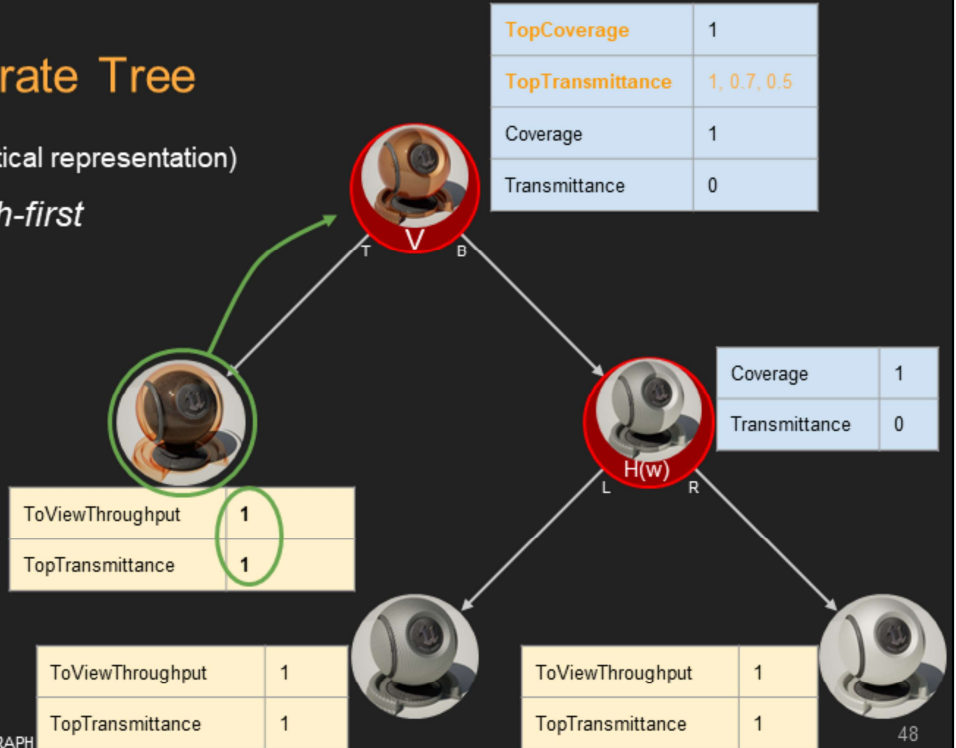 rate Tree
tical representation)
h-first
TopCoverage 1
TopTransmittance 1, 0.7, 0.5
Coverage 1
Transmittance 0
V
T B
Coverage 1
Transmittance 0
H(w)
L R
ToViewThroughput 1
TopTransmittance 1
ToViewThroughput 1
TopTransmittance 1
ToViewThroughput 1
TopTransmittance 1
RAPH
48